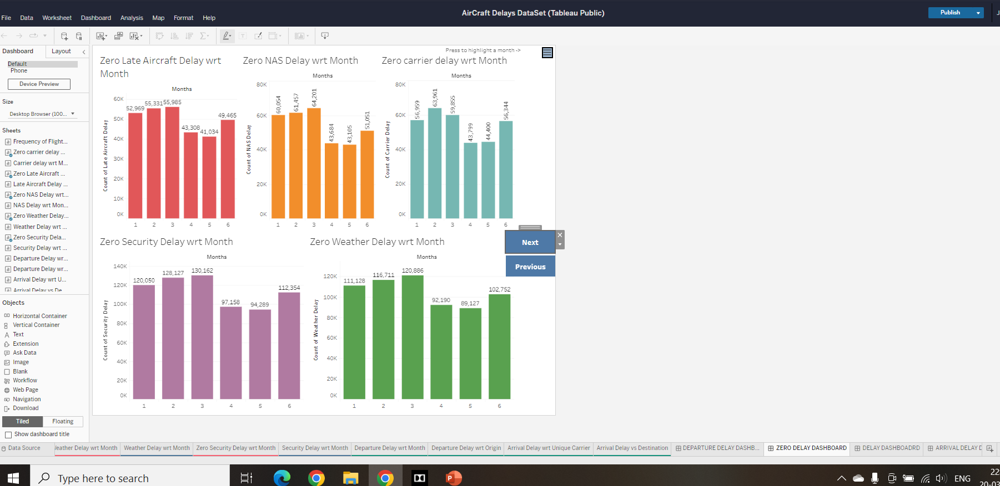 AirCraft Delays DataSet (Tableau Public)
Publish
File Data Worksheet Dashboard Analysis Map Format Help
Dashboard Layout
Default
Phone
Device Preview
Size
Desktop Browser (100...
Sheets
Frequency of Flight...
Zero carrier delay ...
Carrier delay wrt M...
Zero Late Aircraft ...
Late Aircraft Delay ...
Zero NAS Delay wrt...
NAS Delay wrt Mon...
Zero Weather Delay...
Weather Delay wrt ...
Zero Security Dela...
Security Delay wrt ...
Departure Delay wr...
Departure Delay wr...
Arrival Delay wrt U...
Arrival Delay vs De
Objects
Horizontal Container
Vertical Container
Text
Extension
Ask Data
Image
Blank
Workflow
Web Page
Navigation
Download
Tiled Floating
Show dashboard title
Press to highlight a month ->
Zero Late Aircraft Delay wrt
Month
Months
Count of Late Aircraft Delay
60K
50K
40K
30K
20K
10K
0K
52,969 55,331 55,985 43,308 41,034 49,465
1 2 3 4 5 6
Zero NAS Delay wrt Month
Months
Count of NAS Delay
80K
60K
40K
20K
0K
60,054 61,457 64,201 43,684 43,105 51,051
1 2 3 4 5 6
Zero carrier delay wrt Month
Months
Count of Carrier Delay
80K
60K
40K
20K
0K
56,959 63,961 59,855 43,799 44,400 56,344
1 2 3 4 5 6
Next
Previous
Zero Security Delay wrt Month
Months
Count of Security Delay
140K
120K
100K
80K
60K
40K
20K
0K
120,050 128,127 130,162 97,158 94,289 112,354
1 2 3 4 5 6
Zero Weather Delay wrt Month
Months
Count of Weather Delay
120K
100K
80K
60K
40K
20K
0K
111,128 116,711 120,886 92,190 89,127 102,752
1 2 3 4 5 6
Data Source eather Delay wrt Month Weather Delay wrt Month Zero Security Delay wrt Month Security Delay wrt Month Departure Delay wrt Month Departure Delay wrt Origin Arrival Delay wrt Unique Carrier Arrival Delay vs Destination DEPARTURE DELAY DASHB... ZERO DELAY DASHBOARD DELAY DASHBOADRD ARRIVAL DELAY
Type here to search
ENG
22:
20-03